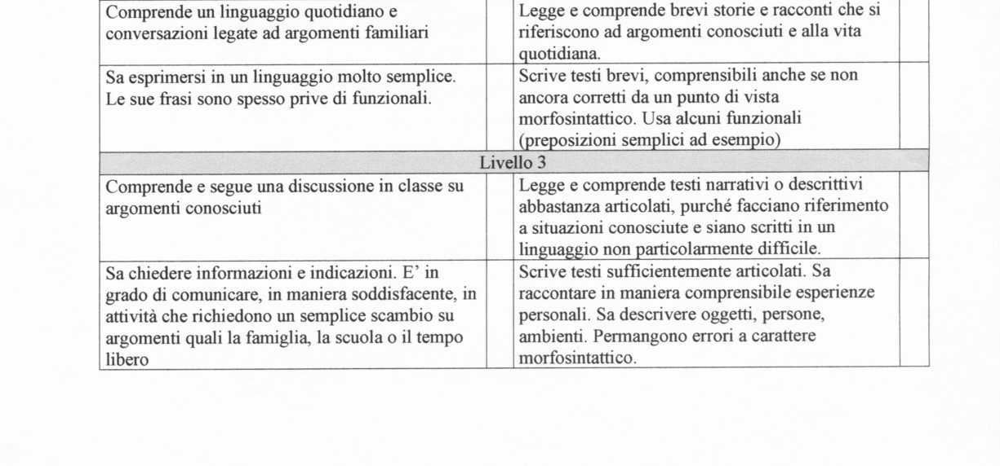 Comprende un linguaggio quotidiano e
conversazioni legate ad argomenti familiari
Legge e comprende brevi storie e racconti che si
riferiscono ad argomenti conosciuti e alla vita
quotidiana.
Sa esprimersi in un linguaggio molto semplice.
Le sue frasi sono spesso prive di funzionali.
Scrive testi brevi, comprensibili anche se non
ancora corretti da un punto di vista
morfosintattico. Usa alcuni funzionali
(preposizioni semplici ad esempio)
Livello 3
Comprende e segue una discussione in classe su
argomenti conosciuti
Legge e comprende testi narrativi o descrittivi
abbastanza articolati, purché facciano riferimento
a situazioni conosciute e siano scritti in un
linguaggio non particolarmente difficile.
Sa chiedere informazioni e indicazioni. E’ in
grado di comunicare, in maniera soddisfacente, in
attività che richiedono un semplice scambio su
argomenti quali la famiglia, la scuola o il tempo
libero
Scrive testi sufficientemente articolati. Sa
raccontare in maniera comprensibile esperienze
personali. Sa descrivere oggetti, persone,
ambienti. Permangono errori a carattere
morfosintattico.